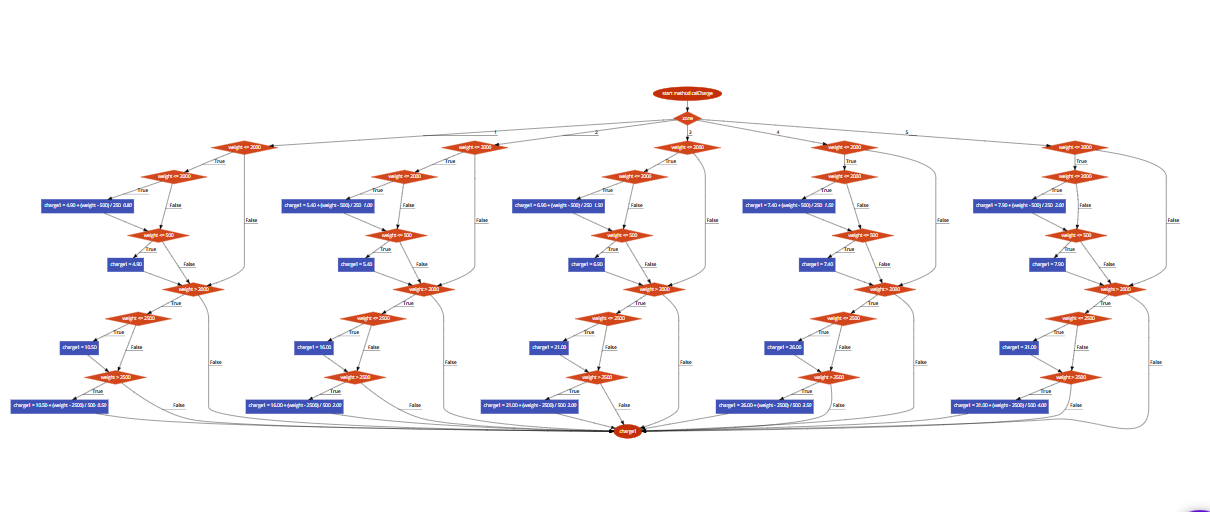 start method calCharge
zone
1
2
3
4
5
weight <= 2000
weight <= 2000
weight <= 2000
weight <= 2000
weight <= 2000
True
True
True
True
True
weight <= 2000
weight <= 2000
weight <= 2000
weight <= 2000
weight <= 2000
True
True
True
True
True
charge1 = 4.90 + (weight - 500) / 250 0.80
False
charge1 = 5.40 + (weight - 500) / 250 1.00
False
charge1 = 6.90 + (weight - 500) / 250 1.50
False
charge1 = 7.40 + (weight - 500) / 250 1.50
False
charge1 = 7.90 + (weight - 500) / 250 2.00
False
False
False
False
False
False
weight <= 500
weight <= 500
weight <= 500
weight <= 500
weight <= 500
True
True
True
True
True
charge1 = 4.90
False
charge1 = 5.40
False
charge1 = 6.90
False
charge1 = 7.40
False
charge1 = 7.90
False
weight > 2000
weight > 2000
weight > 2000
weight > 2000
weight > 2000
True
True
True
True
True
weight <= 2500
weight <= 2500
weight <= 2500
weight <= 2500
weight <= 2500
True
True
True
True
True
charge1 = 10.50
False
charge1 = 16.00
False
charge1 = 21.00
False
charge1 = 26.00
False
charge1 = 31.00
False
False
False
False
False
False
weight > 2500
weight > 2500
weight > 2500
weight > 2500
weight > 2500
True
True
True
True
True
charge1 = 10.50 + (weight - 2500) / 500
False
charge1 = 16.00 + (weight - 2500) / 500 2.00
False
charge1 = 21.00 + (weight - 2500) / 500
False
charge1 = 26.00 + (weight - 2500) / 500
False
charge1 = 31.00 + (weight - 2500) / 500 4.00
False
charge1